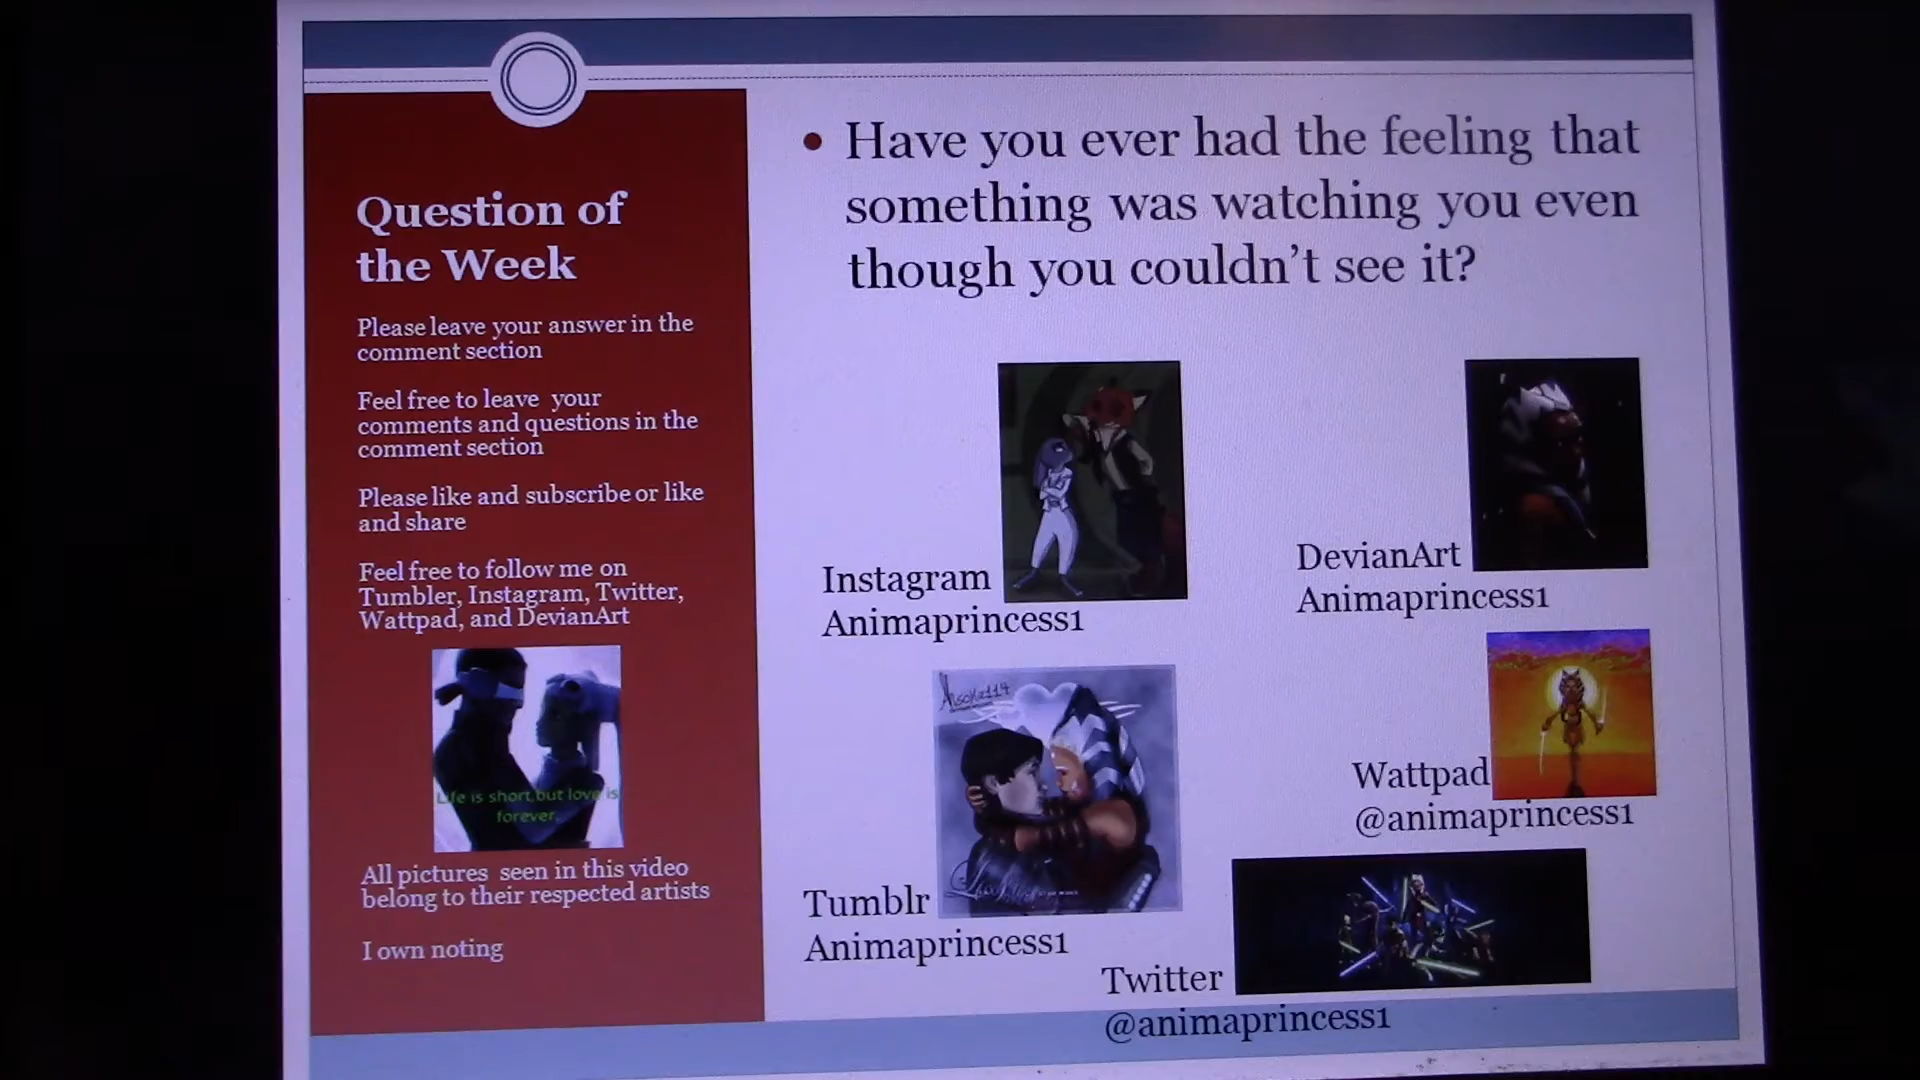 Question of
the Week
Please leave your answer in the
comment section
Feel free to leave your
comments and questions in the
comment section
Please like and subscribe or like
and share
Feel free to follow me on
Tumbler, Instagram, Twitter,
Wattpad, and DevianArt
Life is short,but love is
forever.
All pictures seen in this video
belong to their respected artists
I own noting
• Have you ever had the feeling that
something was watching you even
though you couldn't see it?
Instagram
Animaprincess1
DevianArt
Animaprincess1
Ahsoka114
Tumblr
Animaprincess1
Wattpad
@animaprincess1
Twitter
@animaprincess1